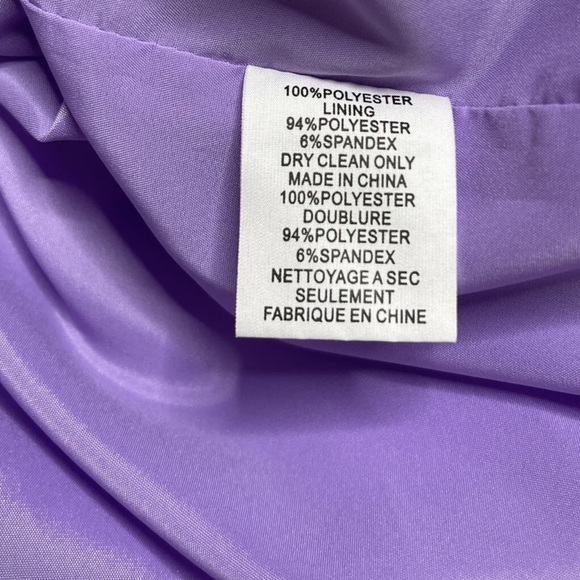 100%POLYESTER
LINING
94%POLYESTER
6%SPANDEX
DRY CLEAN ONLY
MADE IN CHINA
100%POLYESTER
DOUBLURE
94%POLYESTER
6%SPANDEX
NETTOYAGE A SEC
SEULEMENT
FABRIQUE EN CHINE